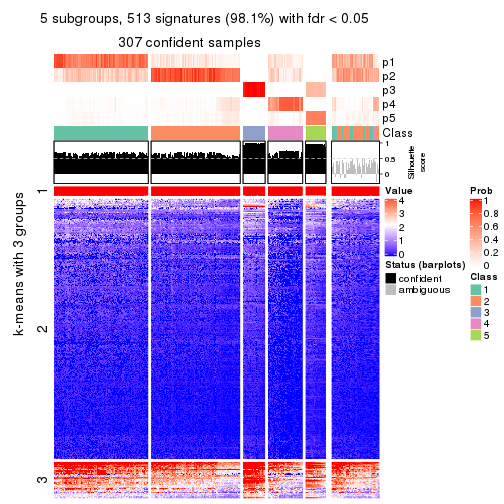 5 subgroups, 513 signatures (98.1%) with fdr < 0.05
307 confident samples
p1
p2
p3
p4
p5
Class
1
0.5
0
Silhouette
score
k-means with 3 groups
1
2
3
Value
4
3
2
1
0
Status (barplots)
confident
ambiguous
Prob
1
0.8
0.6
0.4
0.2
0
Class
1
2
3
4
5